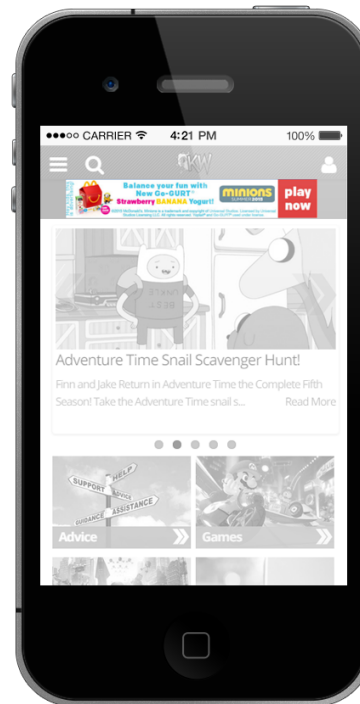 CARRIER 4:21 PM 100%
KW
Balance your fun with
New Go-GURT®
Strawberry BANANA Yogurt!
minions
play
now
Adventure Time Snail Scavenger Hunt!
Finn and Jake Return in Adventure Time the Complete Fifth
Season! Take the Adventure Time snail s... Read More
SUPPORT
HELP
ADVICE
GUIDANCE
ASSISTANCE
Advice
Games